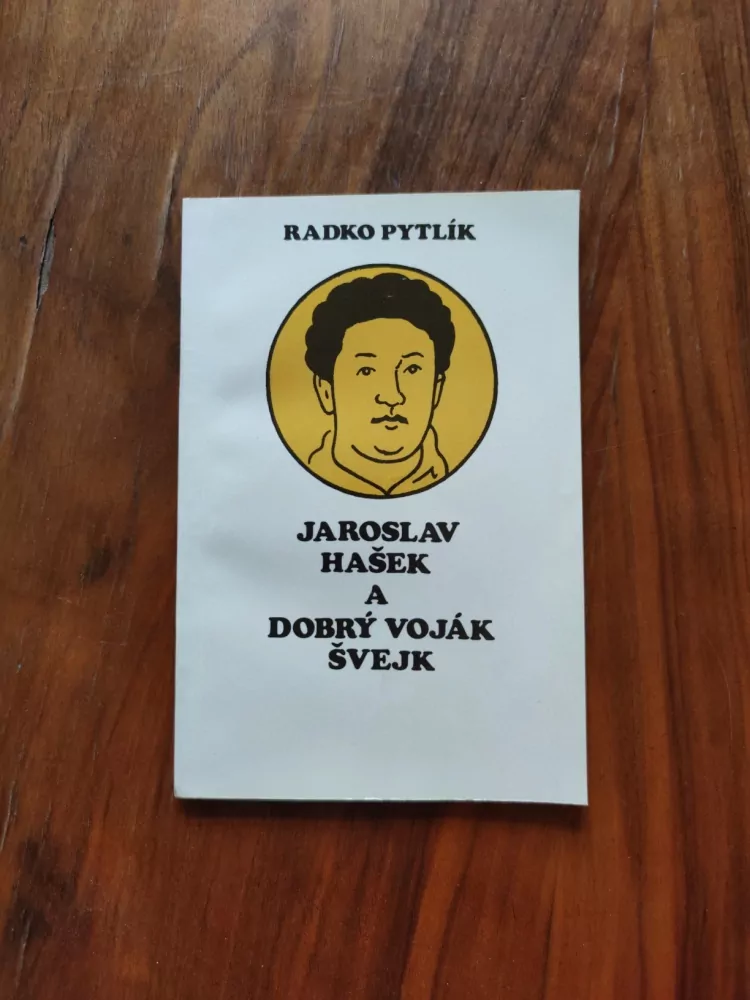 RADKO PYTLÍK
JAROSLAV
HAŠEK
A
DOBRÝ VOJÁK
ŠVEJK